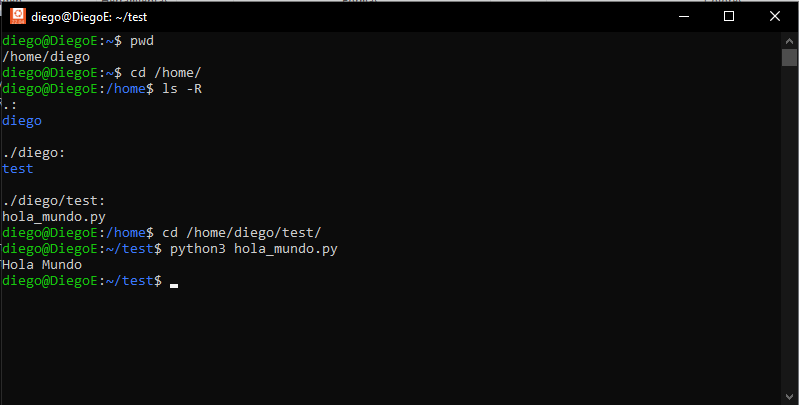 diego@DiegoE: ~/test
diego@DiegoE:~$ pwd
/home/diego
diego@DiegoE:~$ cd /home/
diego@DiegoE:/home$ ls -R
.:
diego
./diego:
test
./diego/test:
hola_mundo.py
diego@DiegoE:/home$ cd /home/diego/test/
diego@DiegoE:~/test$ python3 hola_mundo.py
Hola Mundo
diego@DiegoE:~/test$